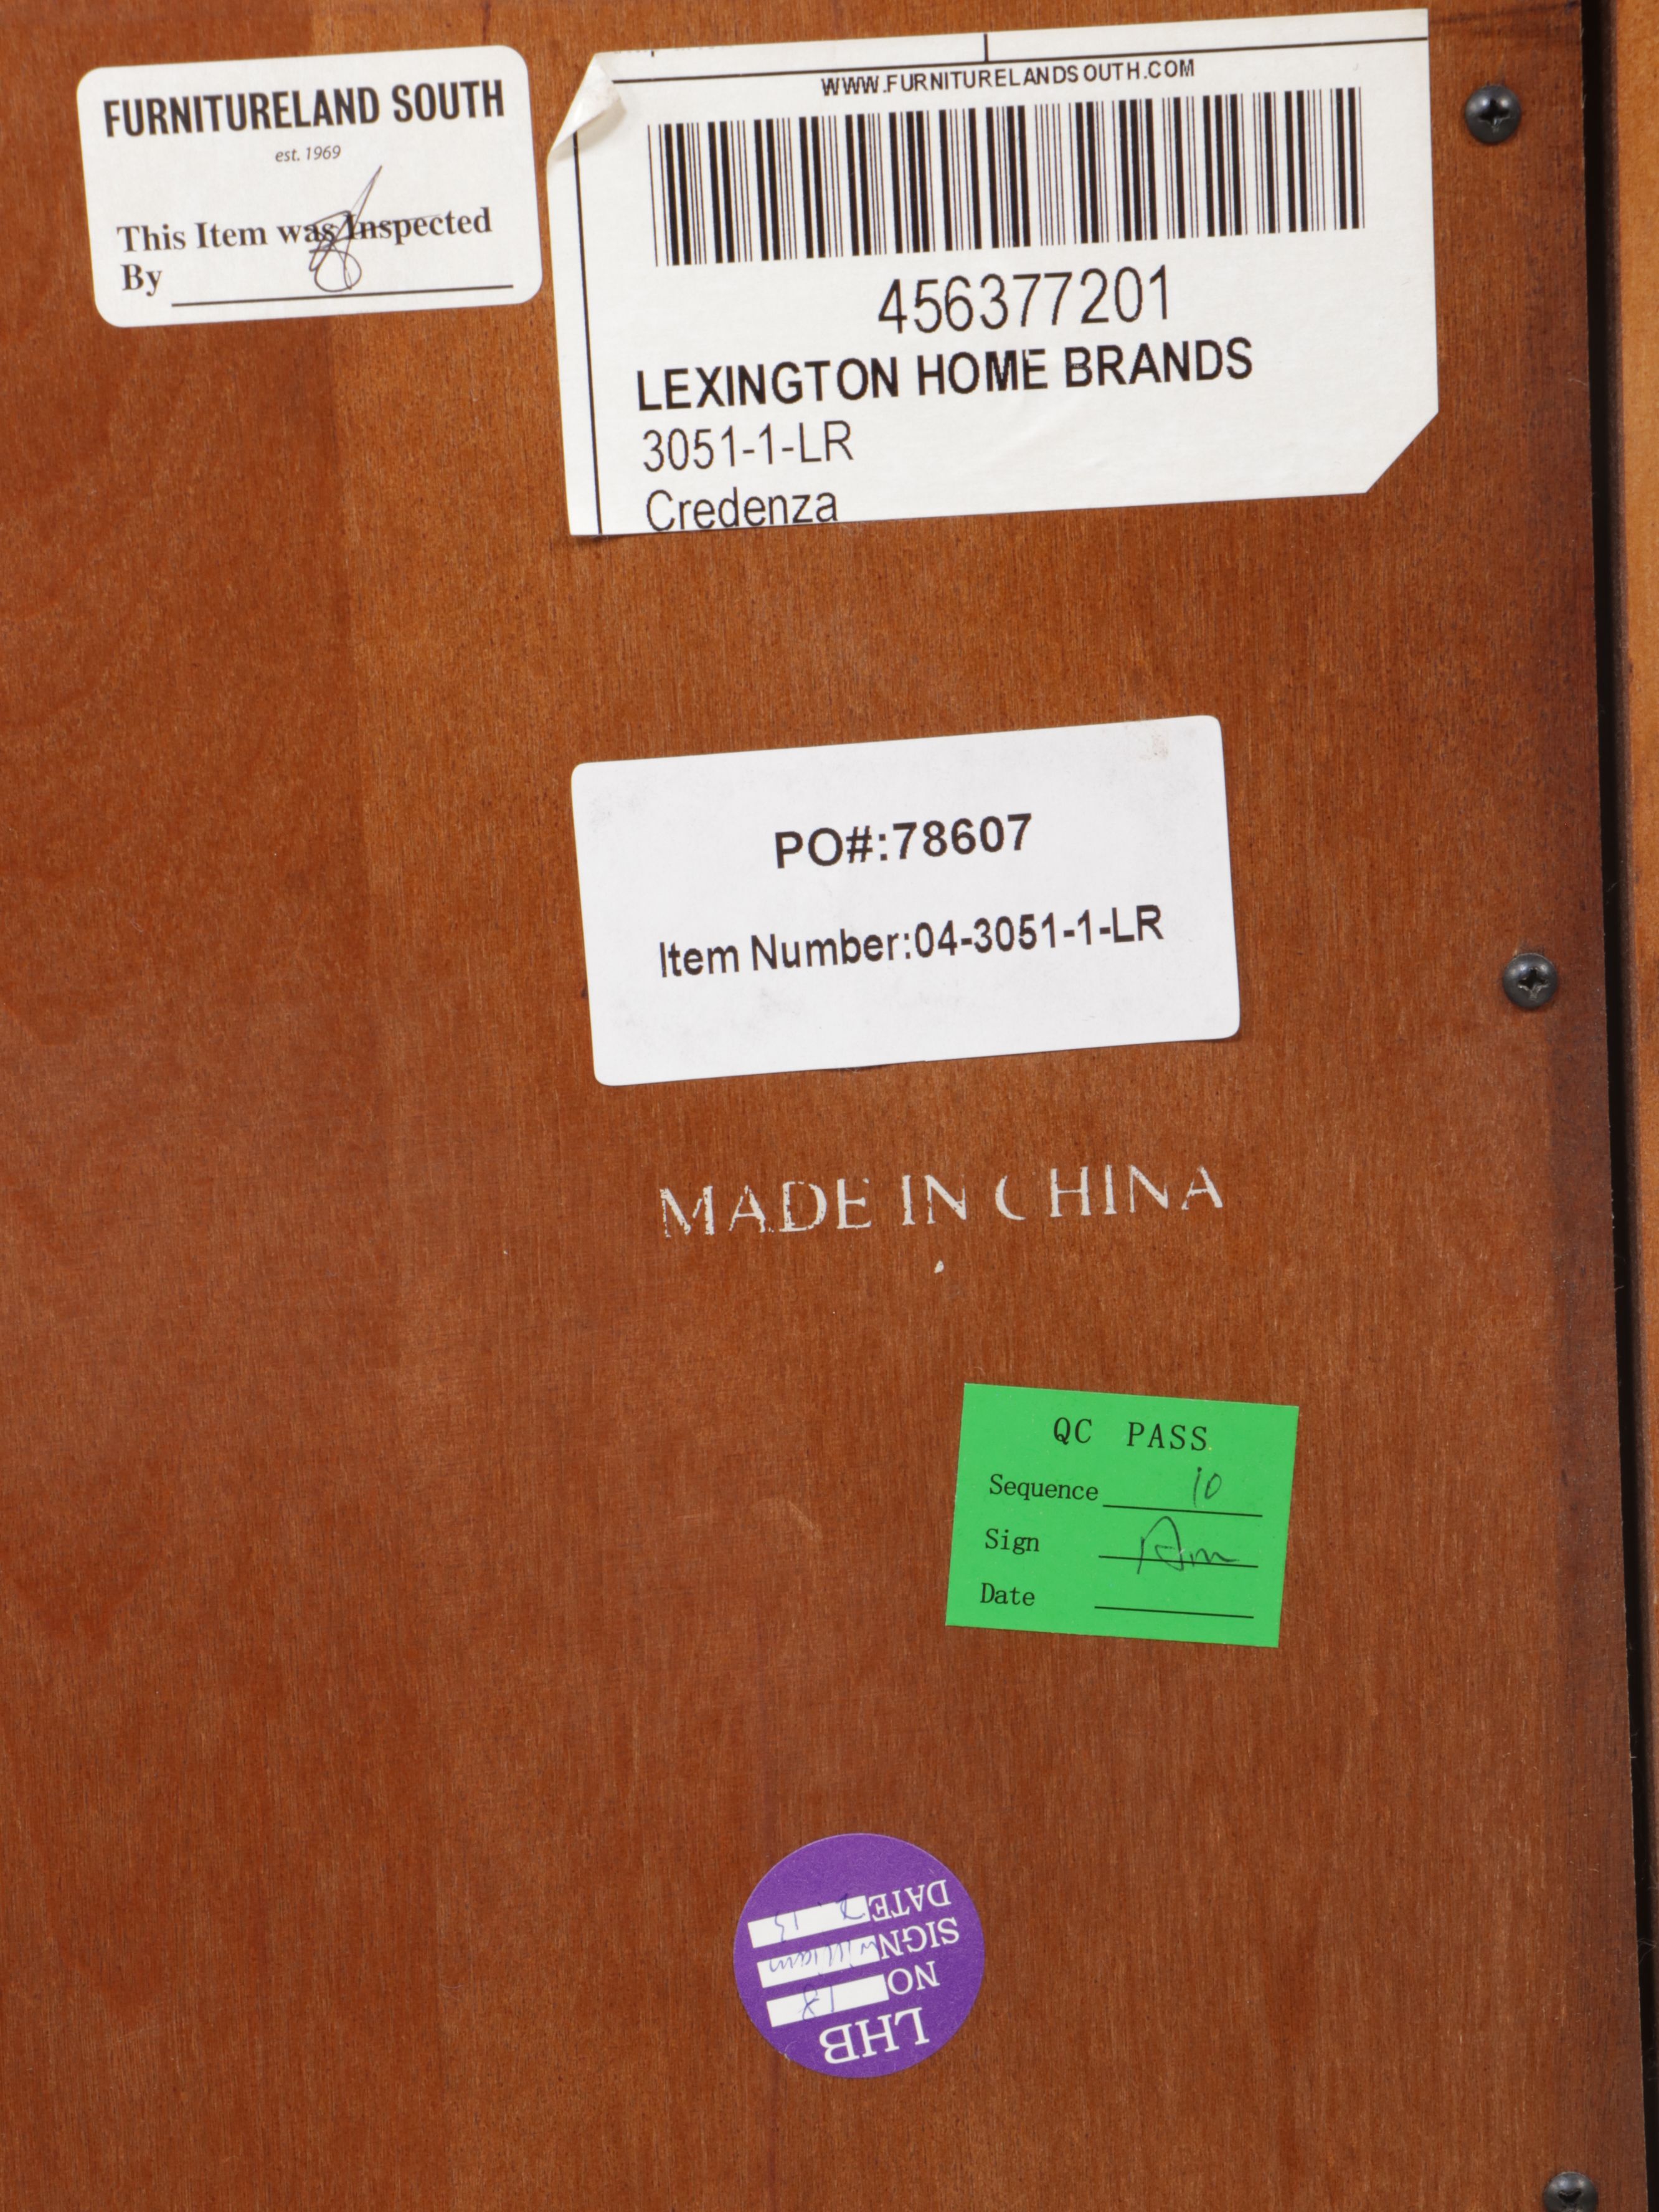 FURNITURELAND SOUTH
est. 1969
This Item was Inspected
By
WWW.FURNITURELANDSOUTH.COM
456377201
LEXINGTON HOME BRANDS
3051-1-LR
Credenza
PO#:78607
Item Number:04-3051-1-LR
MADE IN CHINA
QC PASS
Sequence 10
Sign
Date
LHB
NO 18
SIGN William
DATE